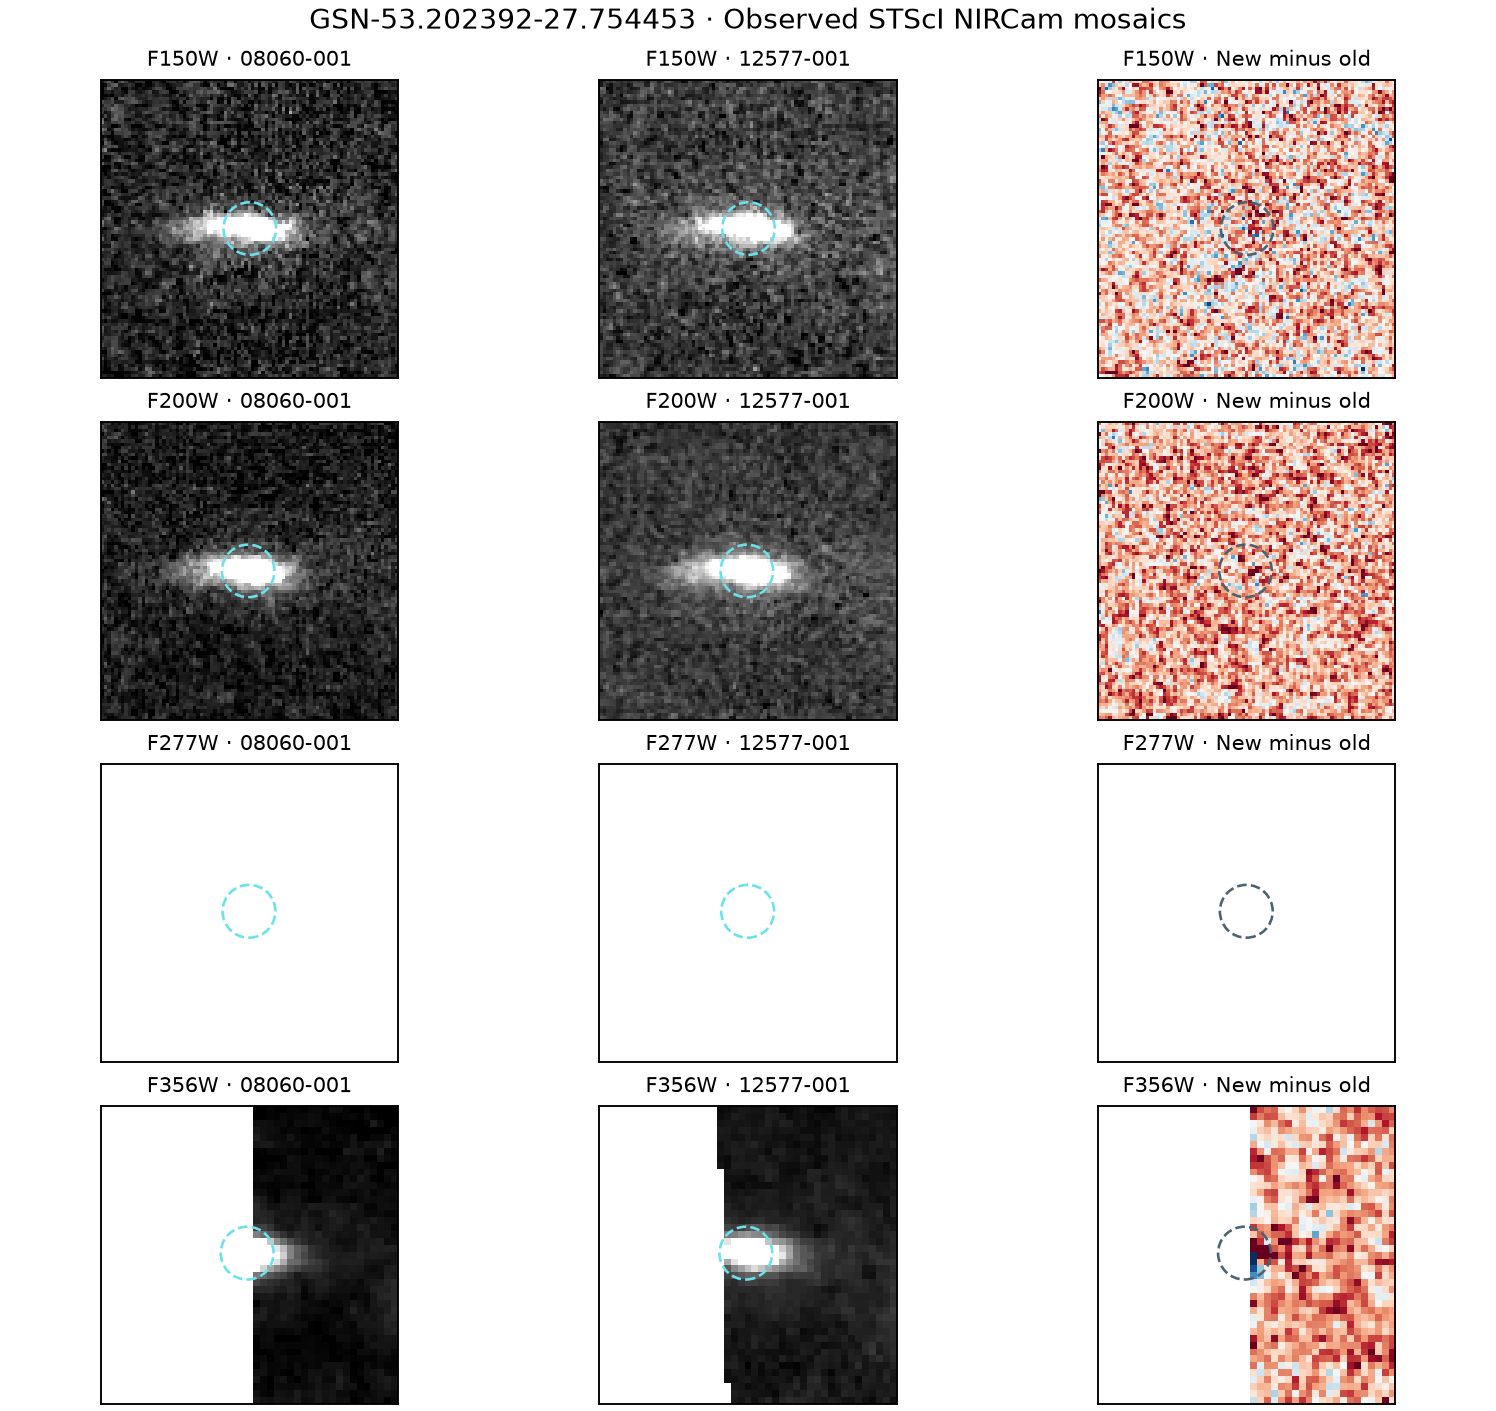 GSN-53.202392-27.754453 · Observed STScI NIRCam mosaics
F150W · 08060-001
F150W · 12577-001
F150W · New minus old
F200W · 08060-001
F200W · 12577-001
F200W · New minus old
F277W · 08060-001
F277W · 12577-001
F277W · New minus old
F356W · 08060-001
F356W · 12577-001
F356W · New minus old